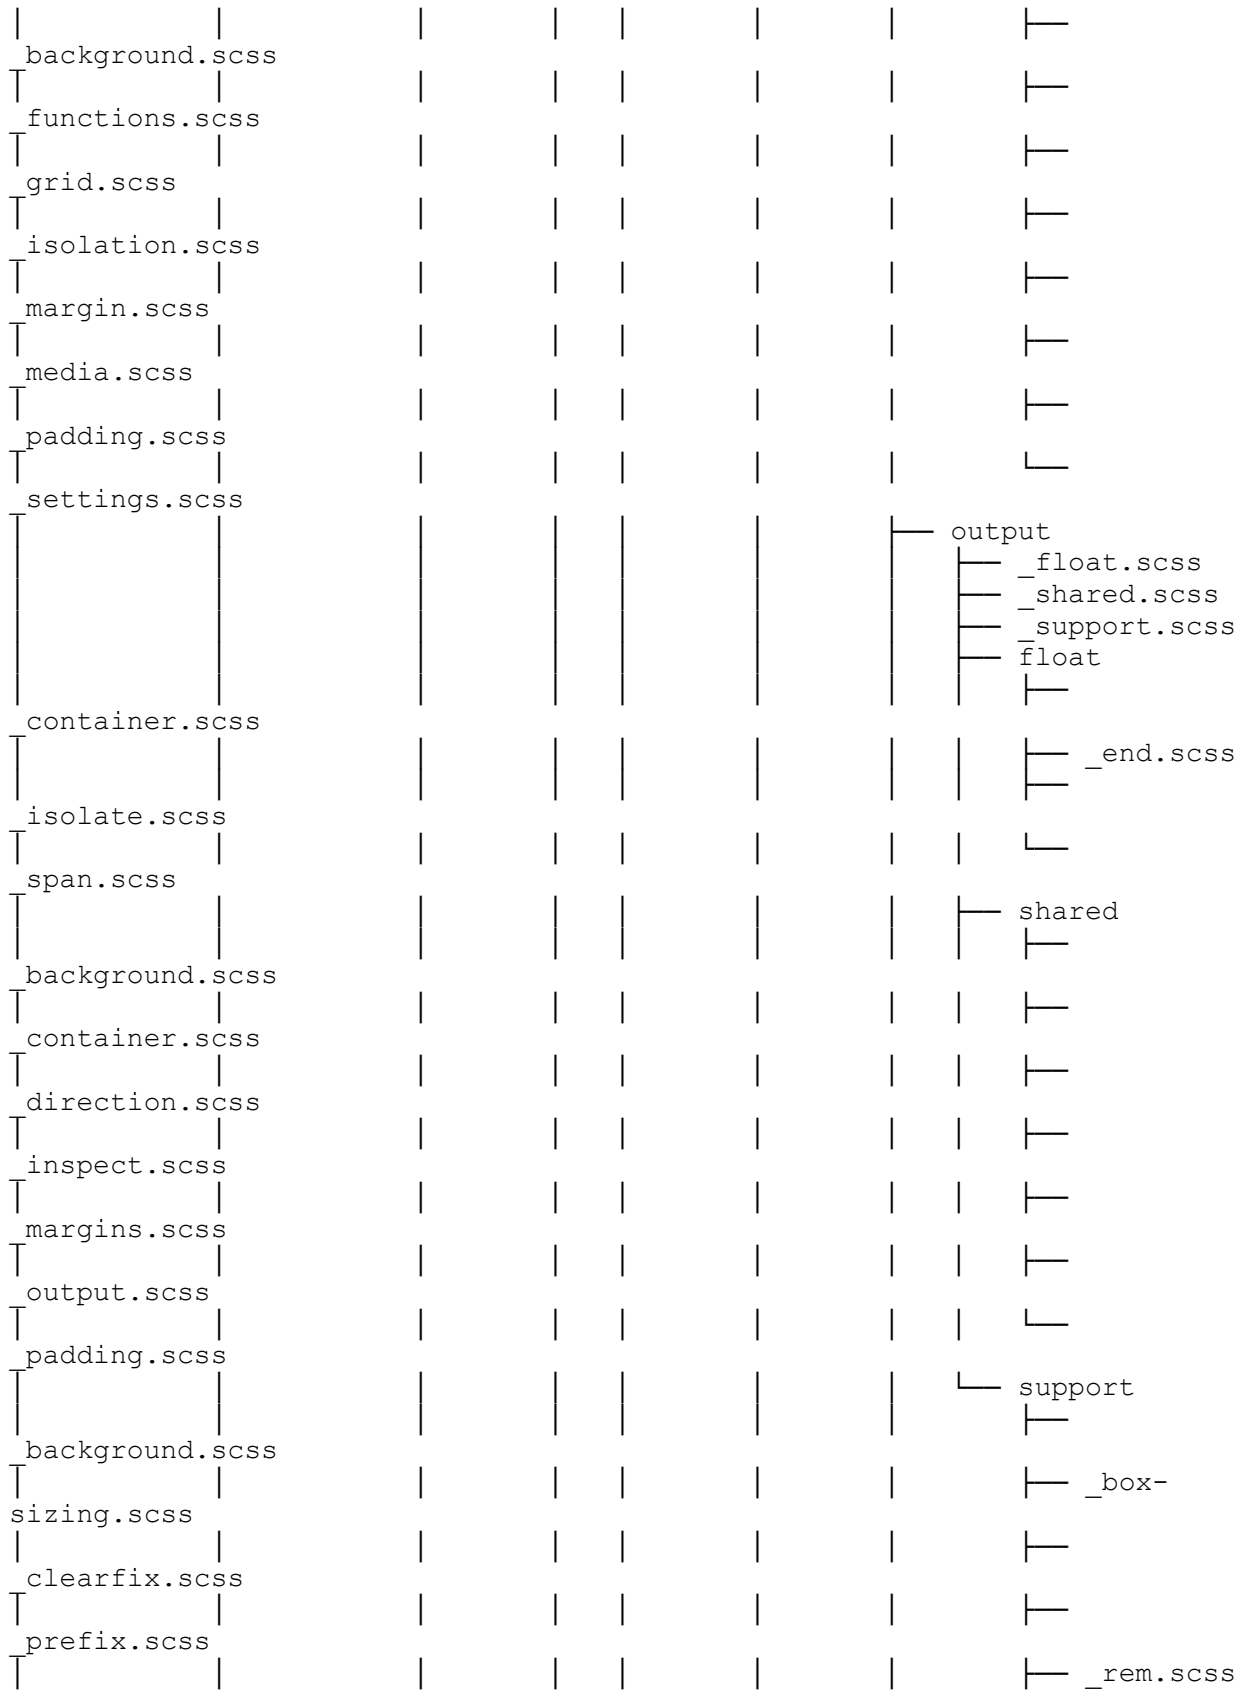 │           │           │       │   │       │       │       ├──
_background.scss
│           │           │       │   │       │       │       ├──
_functions.scss
│           │           │       │   │       │       │       ├──
_grid.scss
│           │           │       │   │       │       │       ├──
_isolation.scss
│           │           │       │   │       │       │       ├──
_margin.scss
│           │           │       │   │       │       │       ├──
_media.scss
│           │           │       │   │       │       │       ├──
_padding.scss
│           │           │       │   │       │       │       └──
_settings.scss
│           │           │       │   │       │       ├── output
│           │           │       │   │       │       │   ├── _float.scss
│           │           │       │   │       │       │   ├── _shared.scss
│           │           │       │   │       │       │   ├── _support.scss
│           │           │       │   │       │       │   ├── float
│           │           │       │   │       │       │   │   ├──
_container.scss
│           │           │       │   │       │       │   │   ├── _end.scss
│           │           │       │   │       │       │   │   ├──
_isolate.scss
│           │           │       │   │       │       │   │   └──
_span.scss
│           │           │       │   │       │       │   ├── shared
│           │           │       │   │       │       │   │   ├──
_background.scss
│           │           │       │   │       │       │   │   ├──
_container.scss
│           │           │       │   │       │       │   │   ├──
_direction.scss
│           │           │       │   │       │       │   │   ├──
_inspect.scss
│           │           │       │   │       │       │   │   ├──
_margins.scss
│           │           │       │   │       │       │   │   ├──
_output.scss
│           │           │       │   │       │       │   │   └──
_padding.scss
│           │           │       │   │       │       │   └── support
│           │           │       │   │       │       │       ├──
_background.scss
│           │           │       │   │       │       │       ├── _box-
sizing.scss
│           │           │       │   │       │       │       ├──
_clearfix.scss
│           │           │       │   │       │       │       ├──
_prefix.scss
│           │           │       │   │       │       │       ├── _rem.scss